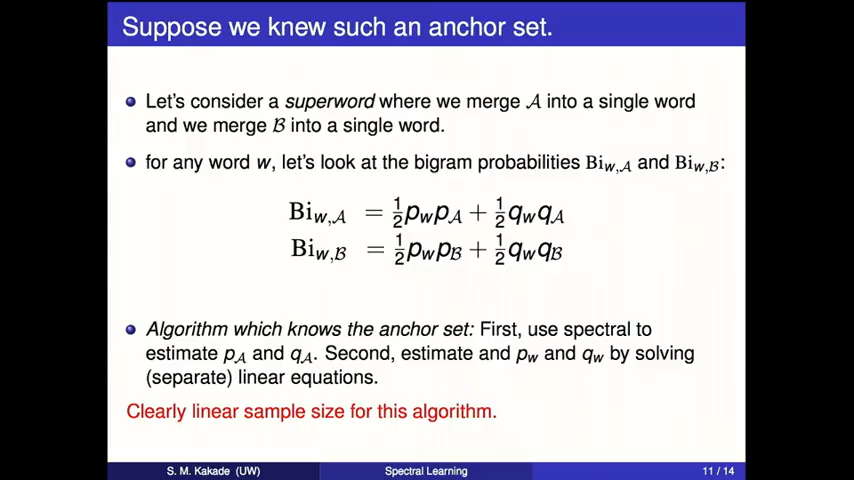 Suppose we knew such an anchor set.
Let's consider a superword where we merge 𝒜 into a single word
and we merge ℬ into a single word.
for any word w, let's look at the bigram probabilities Bi_{w,𝒜} and Bi_{w,ℬ}:
Bi_{w,𝒜} = ½p_w p_𝒜 + ½q_w q_𝒜
Bi_{w,ℬ} = ½p_w p_ℬ + ½q_w q_ℬ
Algorithm which knows the anchor set: First, use spectral to
estimate p_𝒜 and q_𝒜. Second, estimate and p_w and q_w by solving
(separate) linear equations.
Clearly linear sample size for this algorithm.
S. M. Kakade (UW) Spectral Learning 11 / 14